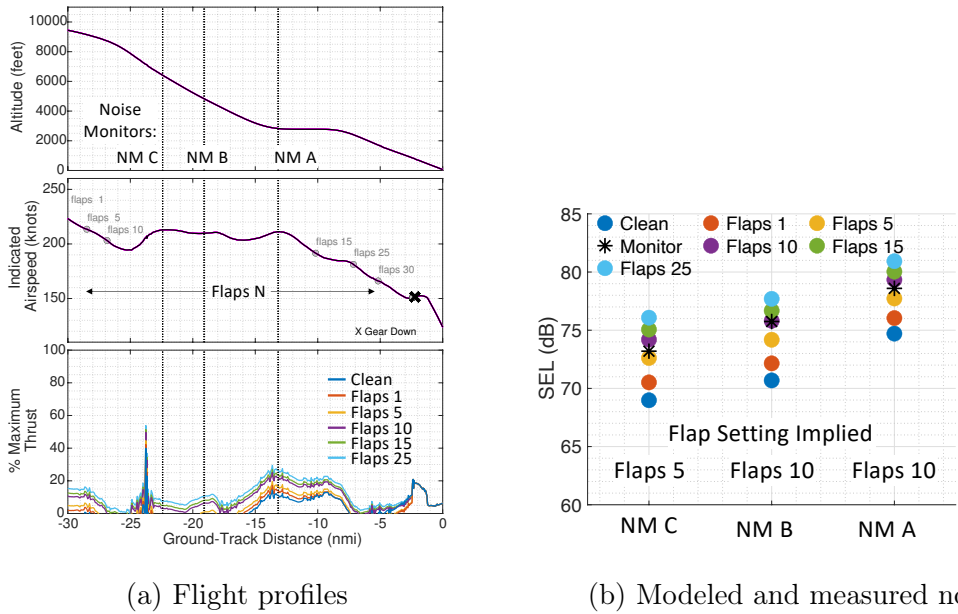 10000
8000
6000
4000
2000
0
Altitude (feet)
Noise
Monitors:
NM C
NM B
NM A
250
200
150
100
Indicated
Airspeed (knots)
flaps 1
flaps 5
flaps 10
flaps 15
flaps 25
flaps 30
Flaps N
X Gear Down
100
80
60
40
20
0
% Maximum
Thrust
Clean
Flaps 1
Flaps 5
Flaps 10
Flaps 15
Flaps 25
-30 -25 -20 -15 -10 -5 0
Ground-Track Distance (nmi)
(a) Flight profiles
85
80
75
70
65
60
SEL (dB)
Clean Flaps 1 Flaps 5
Monitor Flaps 10 Flaps 15
Flaps 25
Flap Setting Implied
Flaps 5 Flaps 10 Flaps 10
NM C NM B NM A
(b) Modeled and measured no